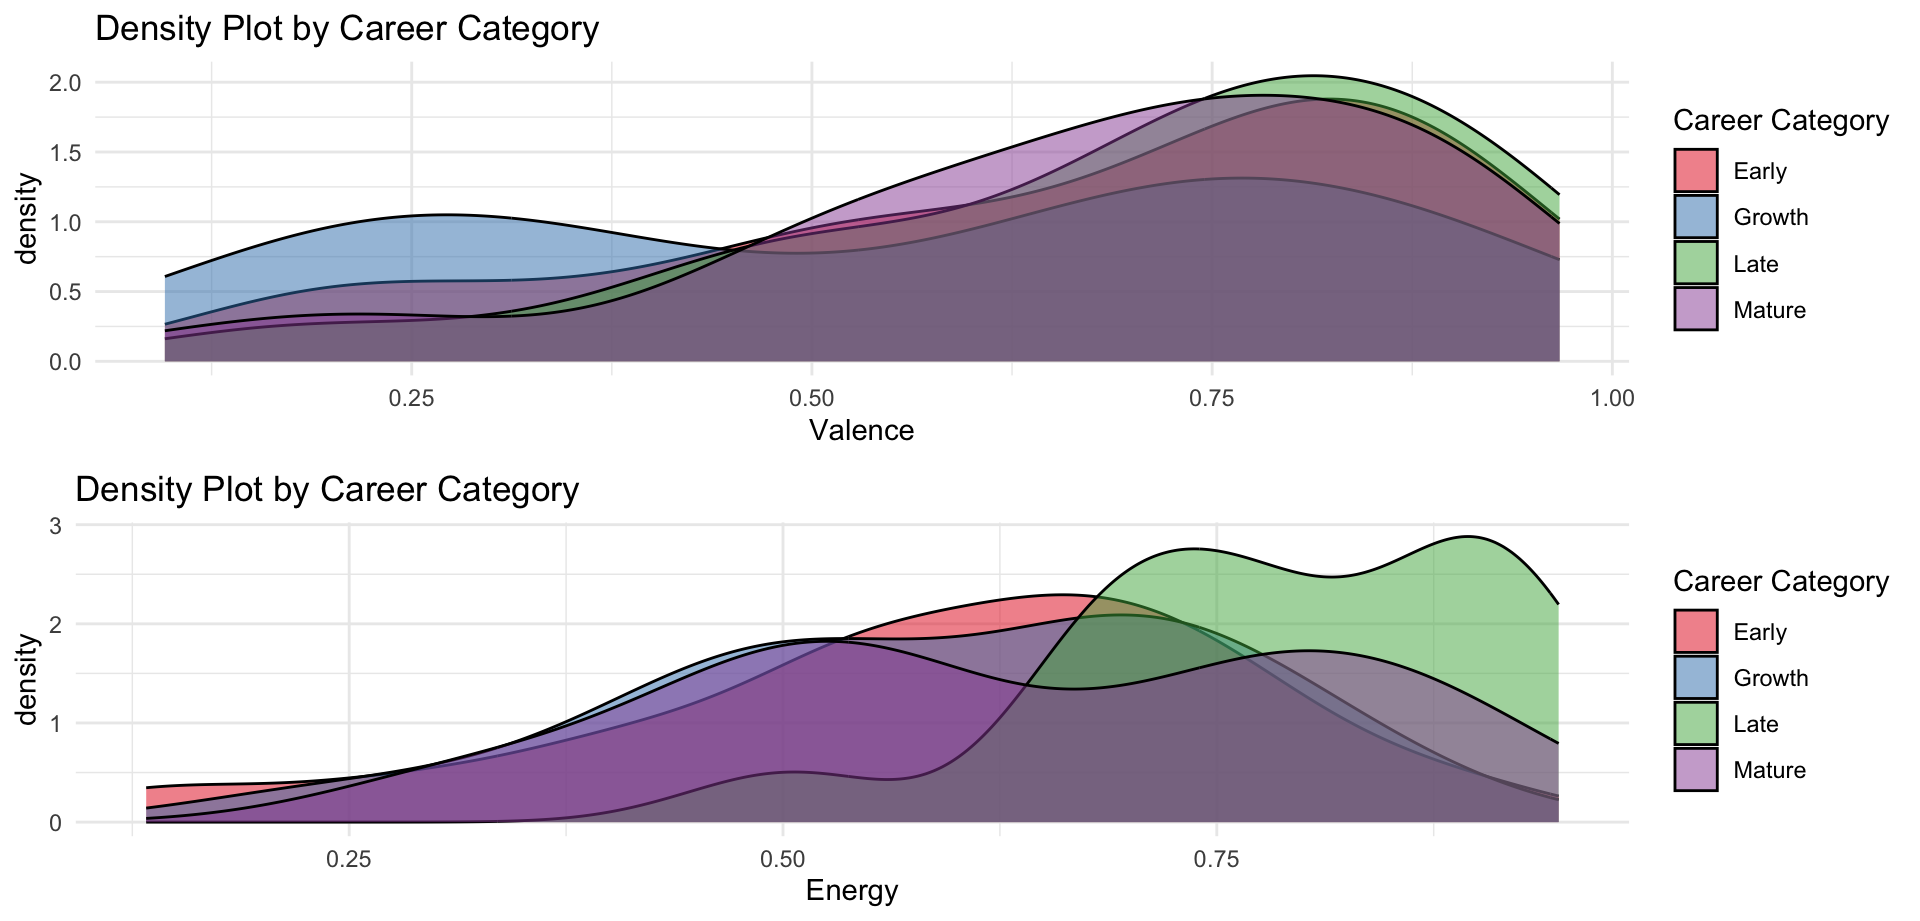 Density Plot by Career Category
2.0
1.5
1.0
0.5
0.0
density
0.25 0.50 0.75 1.00
Valence
Career Category
Early
Growth
Late
Mature
Density Plot by Career Category
3
2
1
0
density
0.25 0.50 0.75
Energy
Career Category
Early
Growth
Late
Mature